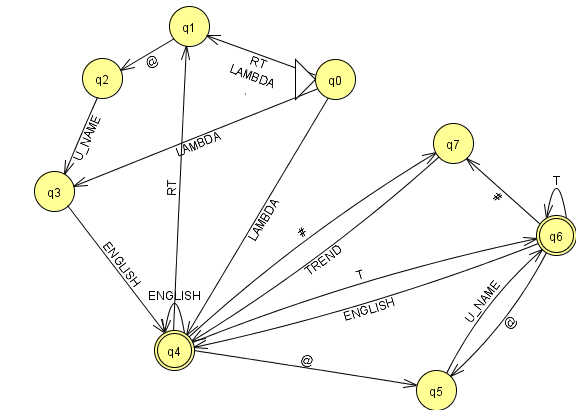 q1
q2
@
RT
LAMBDA
q0
U_NAME
LAMBDA
q7
T
q3
RT
#
q6
LAMBDA
#
ENGLISH
TREND
T
ENGLISH
U_NAME
ENGLISH
@
q4
@
q5